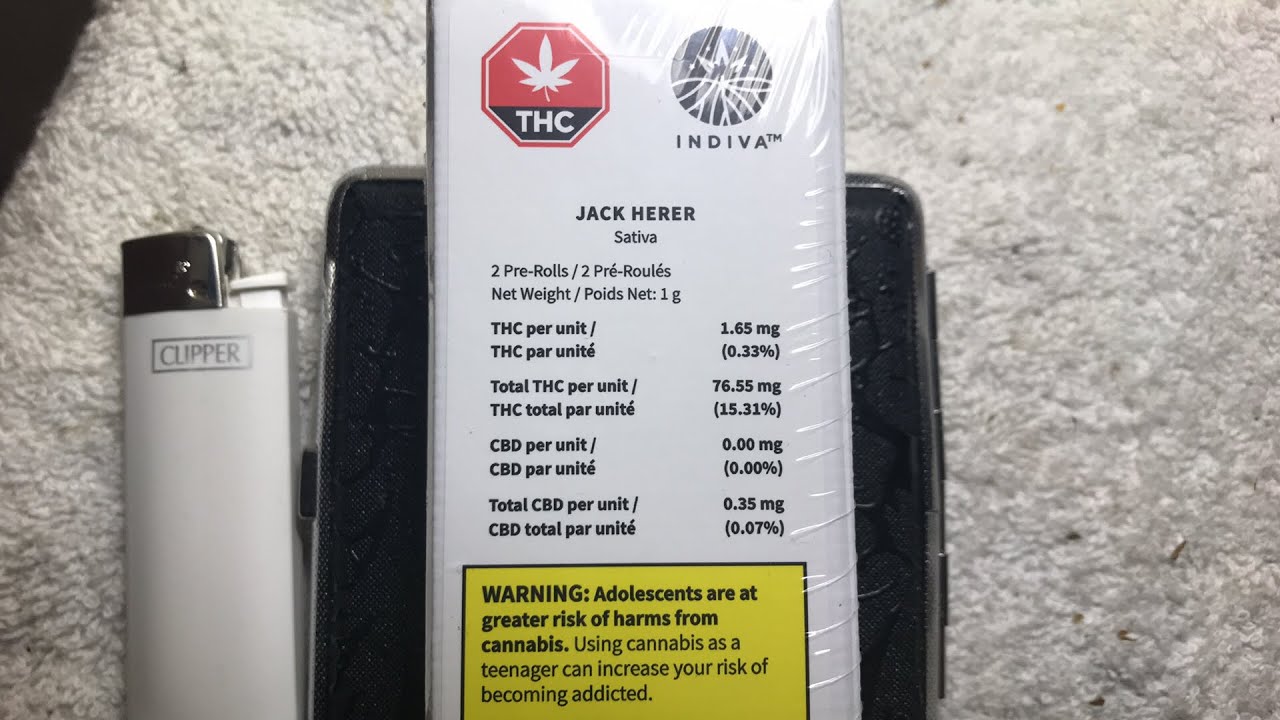 THC
INDIVA™
CLIPPER
JACK HERER
Sativa
2 Pre-Rolls / 2 Pré-Roulés
Net Weight / Poids Net: 1 g
THC per unit / 1.65 mg
THC par unité (0.33%)
Total THC per unit / 76.55 mg
THC total par unité (15.31%)
CBD per unit / 0.00 mg
CBD par unité (0.00%)
Total CBD per unit / 0.35 mg
CBD total par unité (0.07%)
WARNING: Adolescents are at
greater risk of harms from
cannabis. Using cannabis as a
teenager can increase your risk of
becoming addicted.